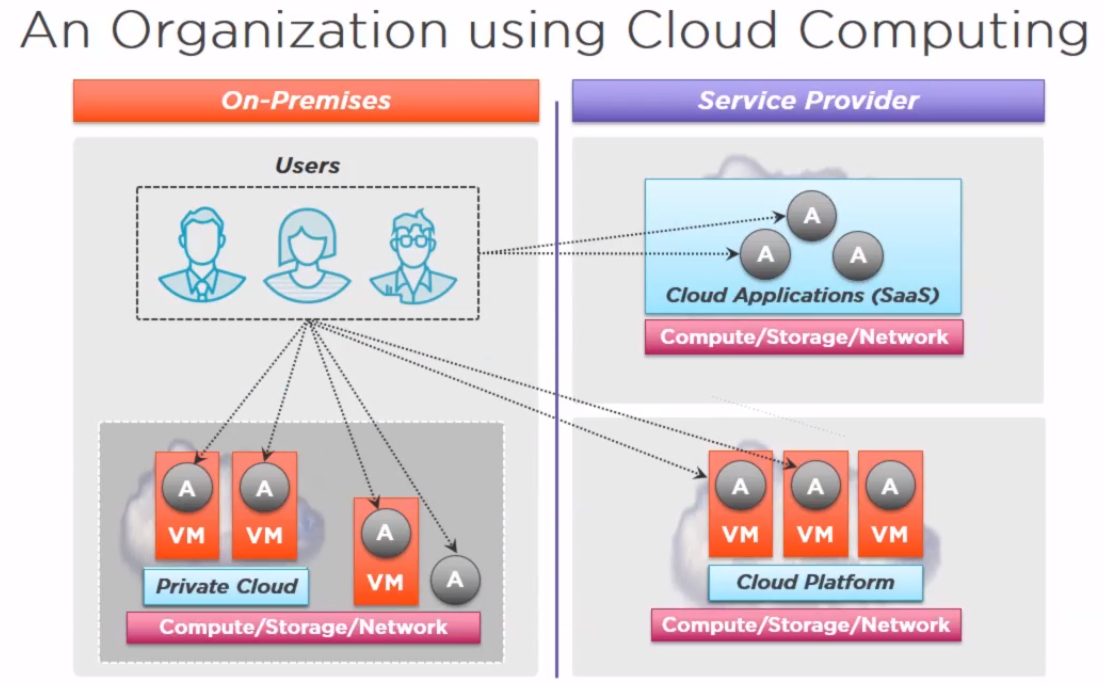 An Organization using Cloud Computing
On-Premises
Service Provider
Users
A
A
A
Cloud Applications (SaaS)
Compute/Storage/Network
A
A
VM
VM
A
VM
A
Private Cloud
Compute/Storage/Network
A
A
A
VM
VM
VM
Cloud Platform
Compute/Storage/Network